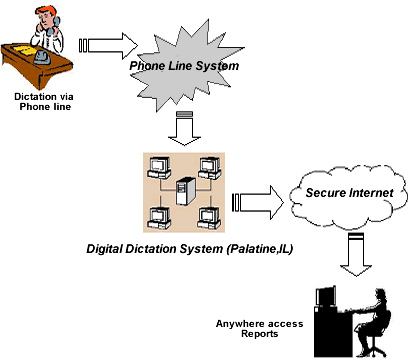 Dictation via
Phone line
Phone Line System
Digital Dictation System (Palatine,IL)
Secure Internet
Anywhere access
Reports